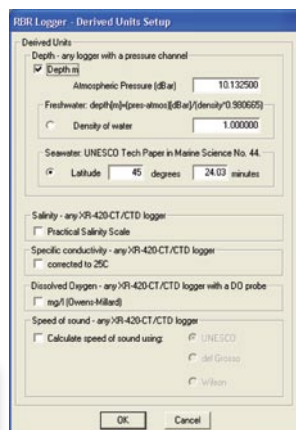 RBR Logger - Derived Units Setup
Derived Units
Depth - any logger with a pressure channel
Depth m
Atmospheric Pressure (dBar) 10.132500
Freshwater: depth[m]=(pres-atmos)[dBar]/(density*0.980665)
Density of water 1.000000
Seawater: UNESCO Tech Paper in Marine Science No. 44.
Latitude 45 degrees 24.03 minutes
Salinity - any XR-420-CT/CTD logger
Practical Salinity Scale
Specific conductivity - any XR-420-CT/CTD logger
corrected to 25C
Dissolved Oxygen - any XR-420-CT/CTD logger with a DO probe
mg/l (Owens-Millard)
Speed of sound - any XR-420-CT/CTD logger
Calculate speed of sound using: UNESCO
del Grosso
Wilson
OK Cancel